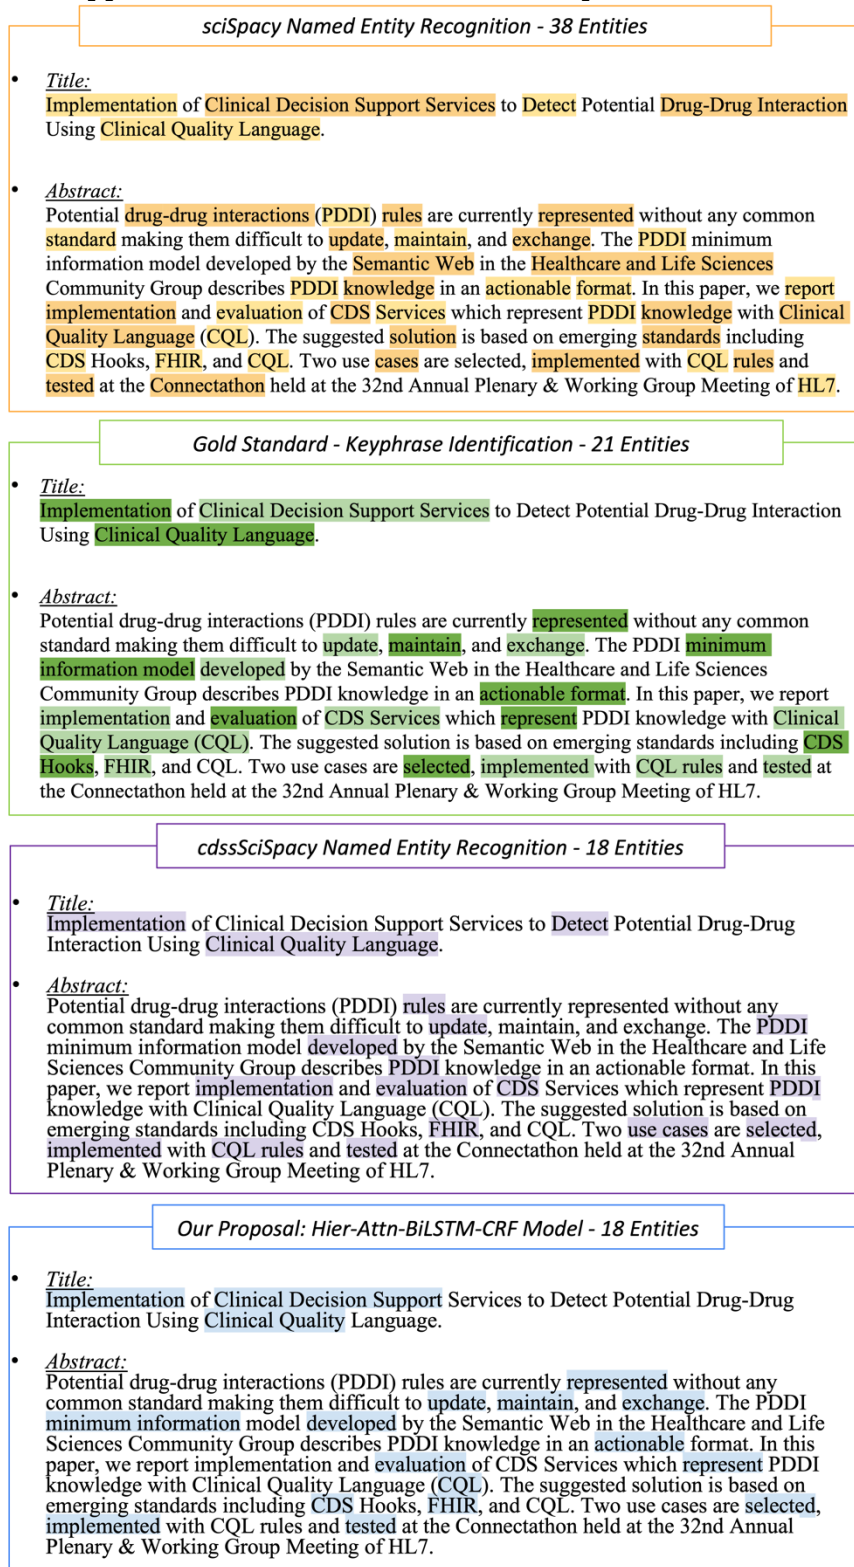 sciSpacy Named Entity Recognition - 38 Entities
• Title:
Implementation of Clinical Decision Support Services to Detect Potential Drug-Drug Interaction
Using Clinical Quality Language.
• Abstract:
Potential drug-drug interactions (PDDI) rules are currently represented without any common
standard making them difficult to update, maintain, and exchange. The PDDI minimum
information model developed by the Semantic Web in the Healthcare and Life Sciences
Community Group describes PDDI knowledge in an actionable format. In this paper, we report
implementation and evaluation of CDS Services which represent PDDI knowledge with Clinical
Quality Language (CQL). The suggested solution is based on emerging standards including
CDS Hooks, FHIR, and CQL. Two use cases are selected, implemented with CQL rules and
tested at the Connectathon held at the 32nd Annual Plenary & Working Group Meeting of HL7.
Gold Standard - Keyphrase Identification - 21 Entities
• Title:
Implementation of Clinical Decision Support Services to Detect Potential Drug-Drug Interaction
Using Clinical Quality Language.
• Abstract:
Potential drug-drug interactions (PDDI) rules are currently represented without any common
standard making them difficult to update, maintain, and exchange. The PDDI minimum
information model developed by the Semantic Web in the Healthcare and Life Sciences
Community Group describes PDDI knowledge in an actionable format. In this paper, we report
implementation and evaluation of CDS Services which represent PDDI knowledge with Clinical
Quality Language (CQL). The suggested solution is based on emerging standards including CDS
Hooks, FHIR, and CQL. Two use cases are selected, implemented with CQL rules and tested at
the Connectathon held at the 32nd Annual Plenary & Working Group Meeting of HL7.
cdssSciSpacy Named Entity Recognition - 18 Entities
• Title:
Implementation of Clinical Decision Support Services to Detect Potential Drug-Drug
Interaction Using Clinical Quality Language.
• Abstract:
Potential drug-drug interactions (PDDI) rules are currently represented without any
common standard making them difficult to update, maintain, and exchange. The PDDI
minimum information model developed by the Semantic Web in the Healthcare and Life
Sciences Community Group describes PDDI knowledge in an actionable format. In this
paper, we report implementation and evaluation of CDS Services which represent PDDI
knowledge with Clinical Quality Language (CQL). The suggested solution is based on
emerging standards including CDS Hooks, FHIR, and CQL. Two use cases are selected,
implemented with CQL rules and tested at the Connectathon held at the 32nd Annual
Plenary & Working Group Meeting of HL7.
Our Proposal: Hier-Attn-BiLSTM-CRF Model - 18 Entities
• Title:
Implementation of Clinical Decision Support Services to Detect Potential Drug-Drug
Interaction Using Clinical Quality Language.
• Abstract:
Potential drug-drug interactions (PDDI) rules are currently represented without any
common standard making them difficult to update, maintain, and exchange. The PDDI
minimum information model developed by the Semantic Web in the Healthcare and Life
Sciences Community Group describes PDDI knowledge in an actionable format. In this
paper, we report implementation and evaluation of CDS Services which represent PDDI
knowledge with Clinical Quality Language (CQL). The suggested solution is based on
emerging standards including CDS Hooks, FHIR, and CQL. Two use cases are selected,
implemented with CQL rules and tested at the Connectathon held at the 32nd Annual
Plenary & Working Group Meeting of HL7.